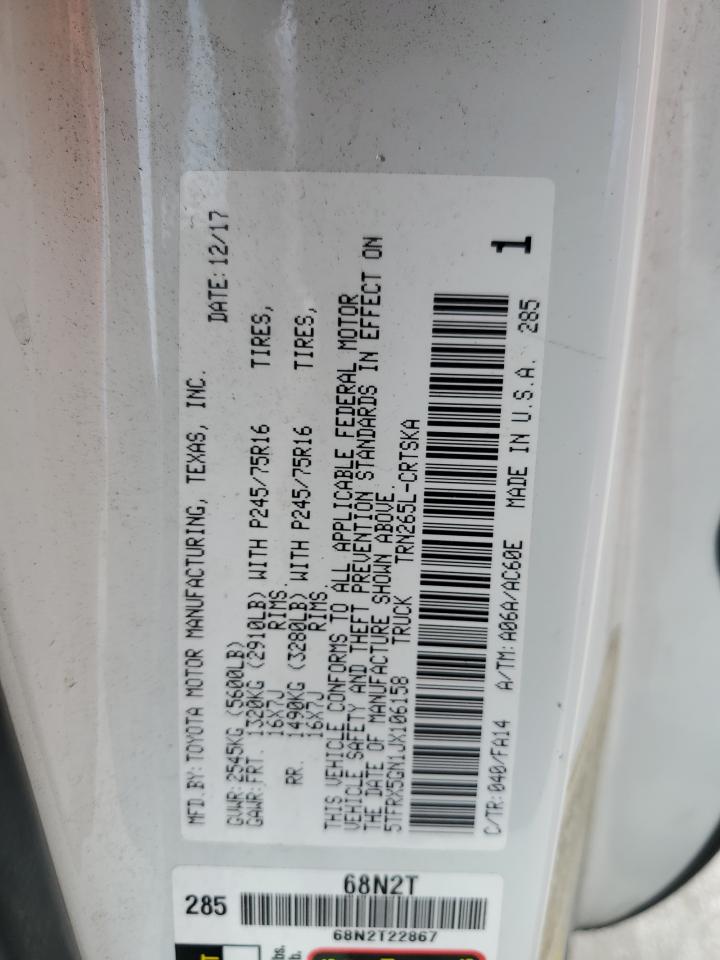 MFD.BY:TOYOTA MOTOR MANUFACTURING, TEXAS, INC.
DATE:12/17
GVWR:2545KG (5600LB)
GAWR:FRT. 1320KG (2910LB) WITH P245/75R16 TIRES,
16X7J RIMS.
RR. 1490KG (3280LB) WITH P245/75R16 TIRES,
16X7J RIMS
THIS VEHICLE CONFORMS TO ALL APPLICABLE FEDERAL MOTOR
VEHICLE SAFETY AND THEFT PREVENTION STANDARDS IN EFFECT ON
THE DATE OF MANUFACTURE SHOWN ABOVE.
5TFRX5GN1JX106158 TRUCK TRN265L-CRTSKA
C/TR:040/FA14 A/TM:A06A/AC60E MADE IN U.S.A. 285
1
68N2T
285
68N2T22867